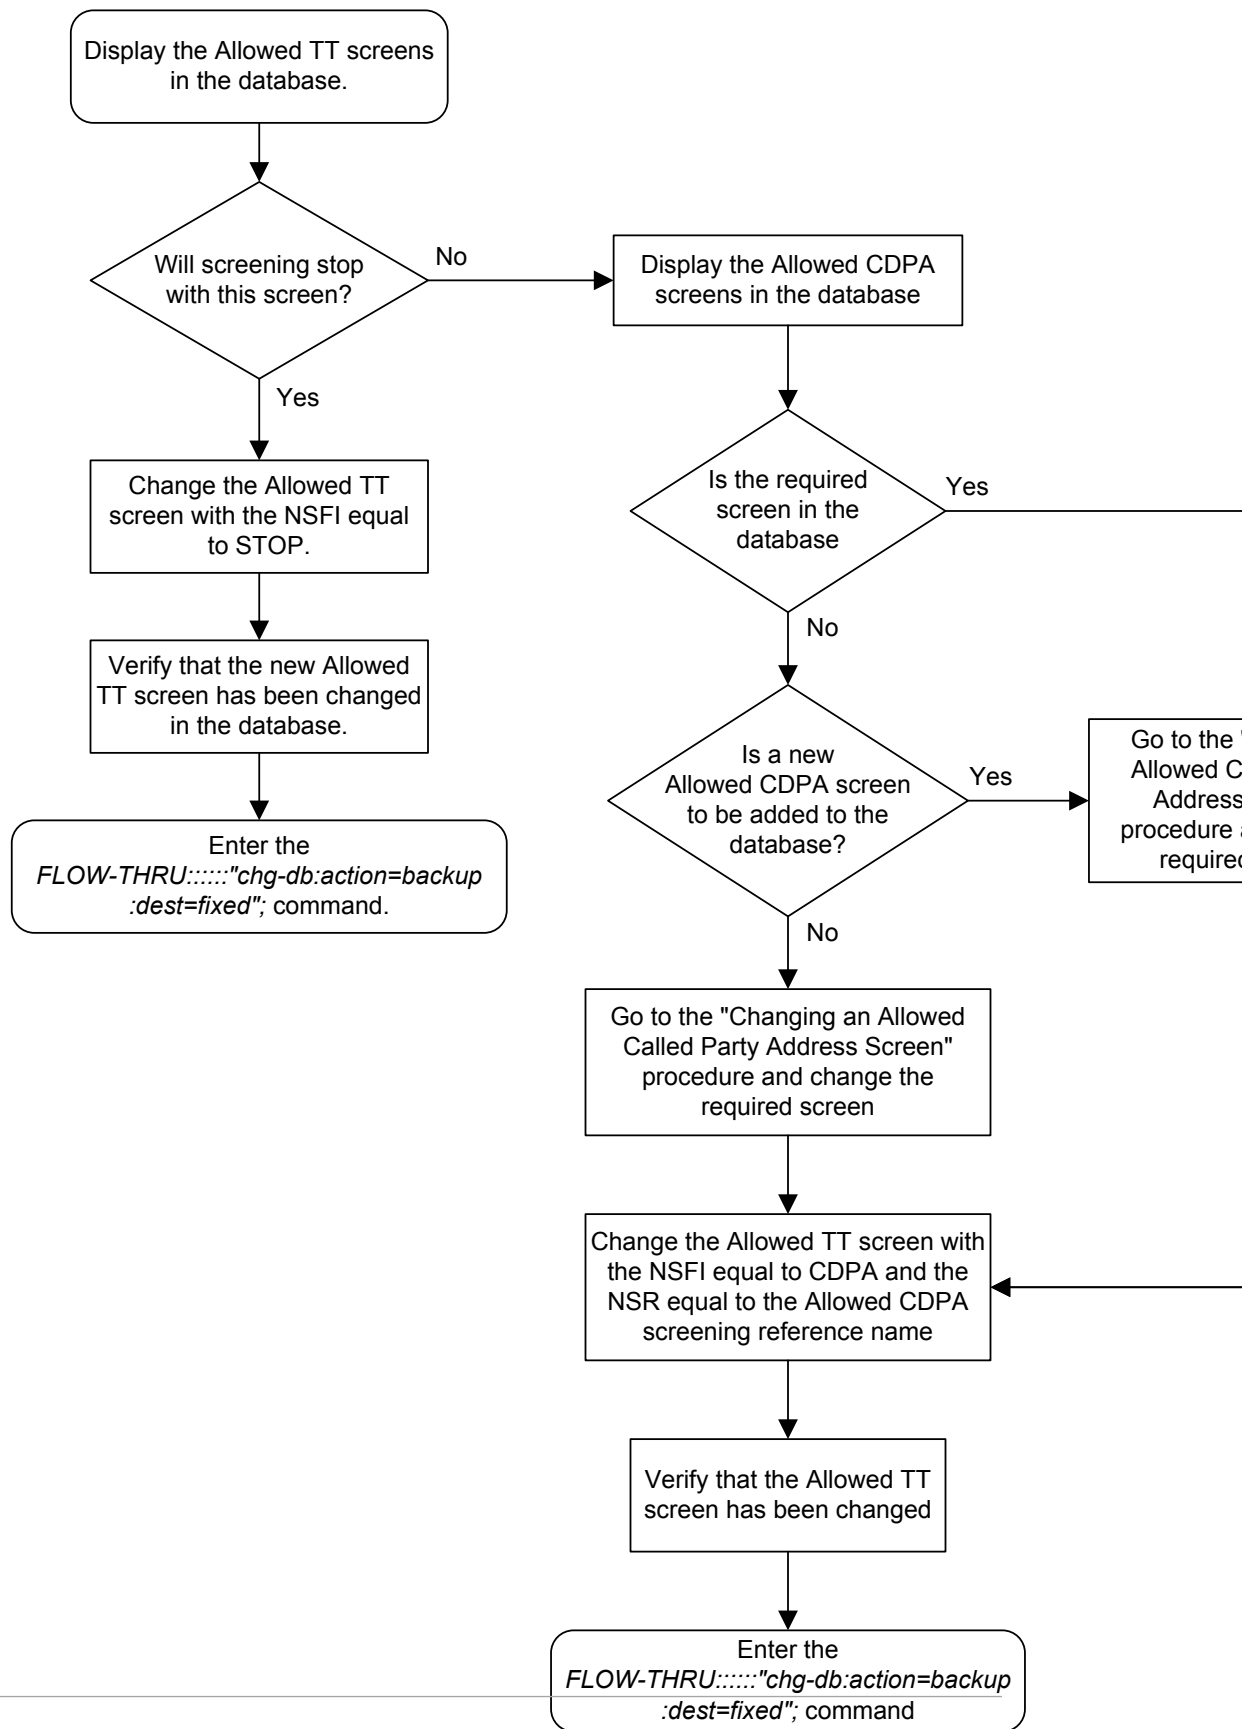 Display the Allowed TT screens
in the database.
Will screening stop
with this screen?
No
Yes
Display the Allowed CDPA
screens in the database
Change the Allowed TT
screen with the NSFI equal
to STOP.
Is the required
screen in the
database
Yes
No
Verify that the new Allowed
TT screen has been changed
in the database.
Is a new
Allowed CDPA screen
to be added to the
database?
Yes
No
Go to the "
Allowed
Address
procedure
Enter the
FLOW-THRU::::::"chg-db:action=backup
:dest=fixed"; command.
Go to the "Changing an Allowed
Called Party Address Screen"
procedure and change the
required screen
Change the Allowed TT screen with
the NSFI equal to CDPA and the
NSR equal to the Allowed CDPA
screening reference name
Verify that the Allowed TT
screen has been changed
Enter the
FLOW-THRU::::::"chg-db:action=backup
:dest=fixed"; command